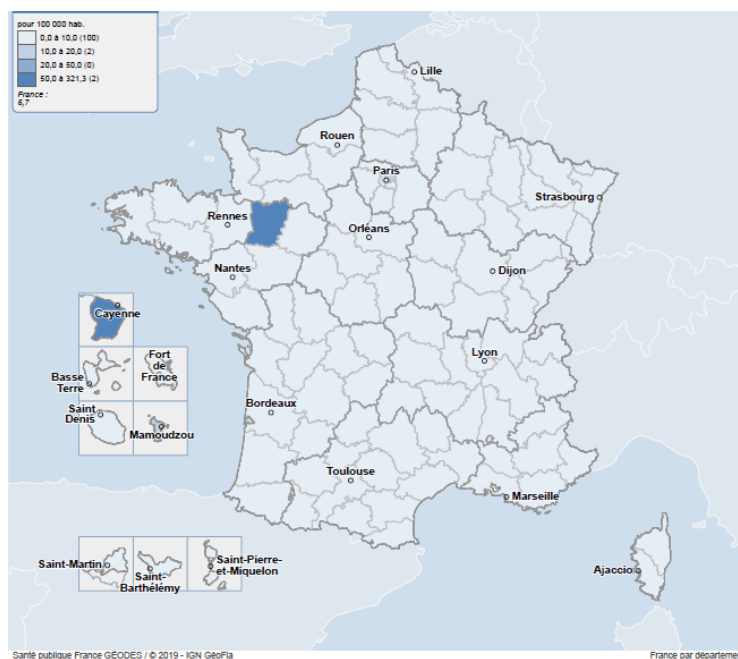 pour 100 000 hab.
0,0 à 10,0 (100)
10,0 à 20,0 (2)
20,0 à 50,0 (0)
50,0 à 321,3 (2)
France :
6,7
Lille
Rouen
Paris
Strasbourg
Rennes
Orléans
Nantes
Dijon
Cayenne
Lyon
Basse
Terre
Fort
de
France
Bordeaux
Saint
Denis
Mamoudzou
Toulouse
Marseille
Saint-Martin
Saint-
Barthélémy
Saint-Pierre-
et-Miquelon
Ajaccio
Santé publique France GÉODES / © 2019 - IGN GéoFla
France par départeme